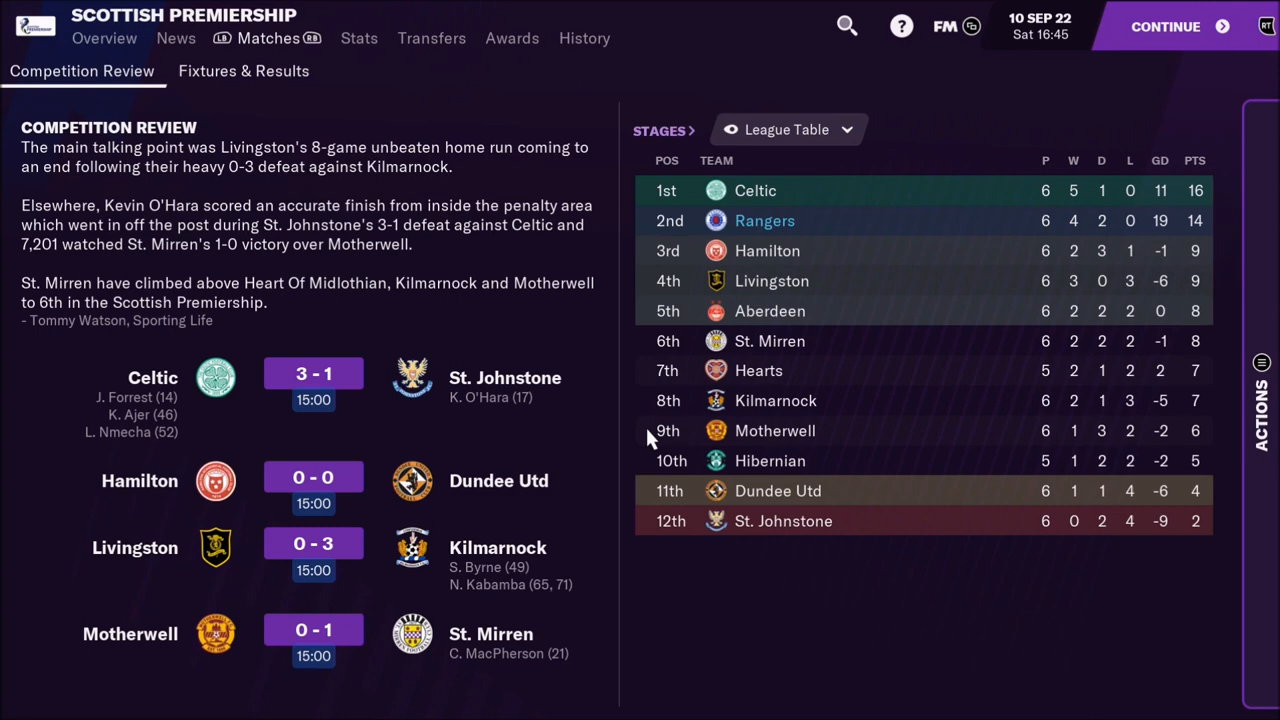 SCOTTISH PREMIERSHIP
Overview News LB Matches RB Stats Transfers Awards History
FM
10 SEP 22
Sat 16:45
CONTINUE
RT
Competition Review Fixtures & Results
COMPETITION REVIEW
The main talking point was Livingston's 8-game unbeaten home run coming to
an end following their heavy 0-3 defeat against Kilmarnock.
Elsewhere, Kevin O'Hara scored an accurate finish from inside the penalty area
which went in off the post during St. Johnstone's 3-1 defeat against Celtic and
7,201 watched St. Mirren's 1-0 victory over Motherwell.
St. Mirren have climbed above Heart Of Midlothian, Kilmarnock and Motherwell
to 6th in the Scottish Premiership.
- Tommy Watson, Sporting Life
Celtic 3 - 1 St. Johnstone
J. Forrest (14) 15:00 K. O'Hara (17)
K. Ajer (46)
L. Nmecha (52)
Hamilton 0 - 0 Dundee Utd
15:00
Livingston 0 - 3 Kilmarnock
15:00 S. Byrne (49)
N. Kabamba (65, 71)
Motherwell 0 - 1 St. Mirren
15:00 C. MacPherson (21)
STAGES League Table
POS TEAM P W D L GD PTS
1st Celtic 6 5 1 0 11 16
2nd Rangers 6 4 2 0 19 14
3rd Hamilton 6 2 3 1 -1 9
4th Livingston 6 3 0 3 -6 9
5th Aberdeen 6 2 2 2 0 8
6th St. Mirren 6 2 2 2 -1 8
7th Hearts 5 2 1 2 2 7
8th Kilmarnock 6 2 1 3 -5 7
9th Motherwell 6 1 3 2 -2 6
10th Hibernian 5 1 2 2 -2 5
11th Dundee Utd 6 1 1 4 -6 4
12th St. Johnstone 6 0 2 4 -9 2
ACTIONS